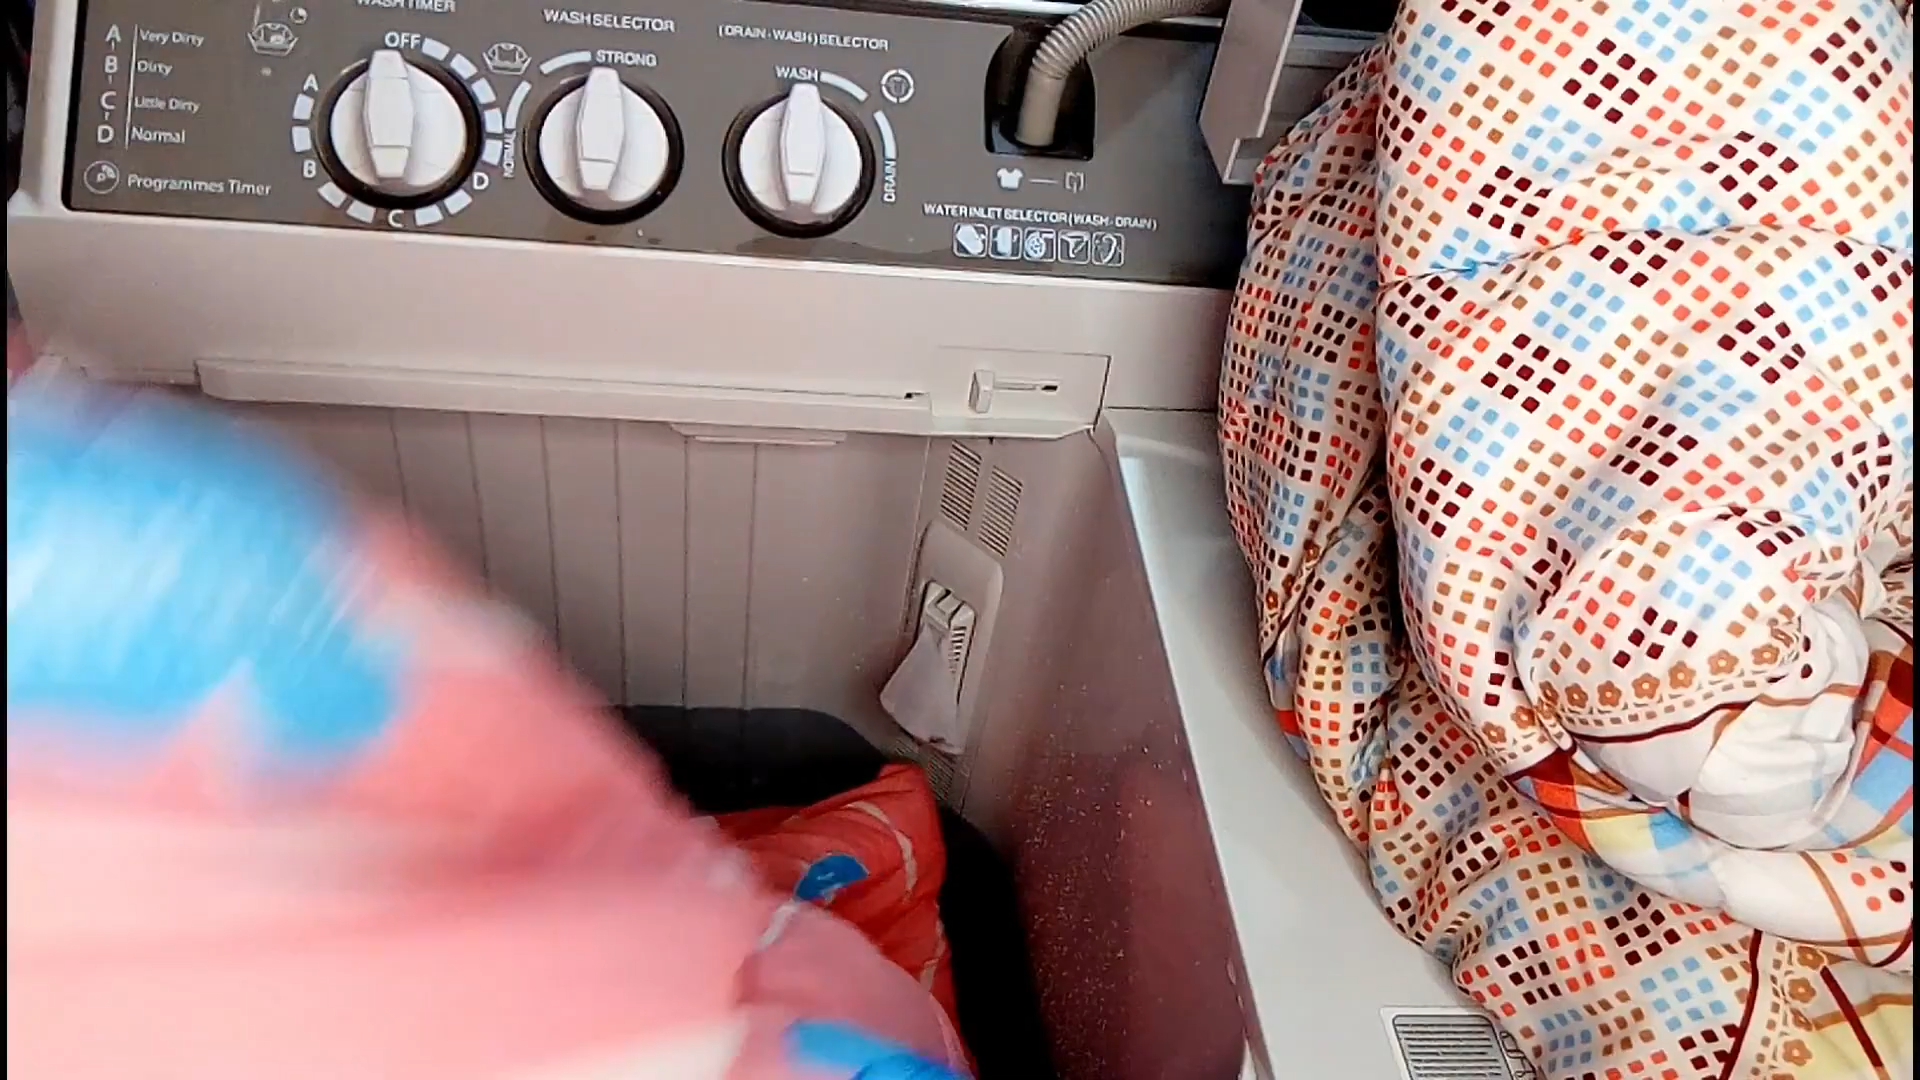 WASH TIMER
WASH SELECTOR
(DRAIN-WASH) SELECTOR
A Very Dirty
B Dirty
C Little Dirty
D Normal
Programmes Timer
OFF
A
B
C
D
STRONG
NORMAL
WASH
DRAIN
WATER INLET SELECTOR (WASH-DRAIN)